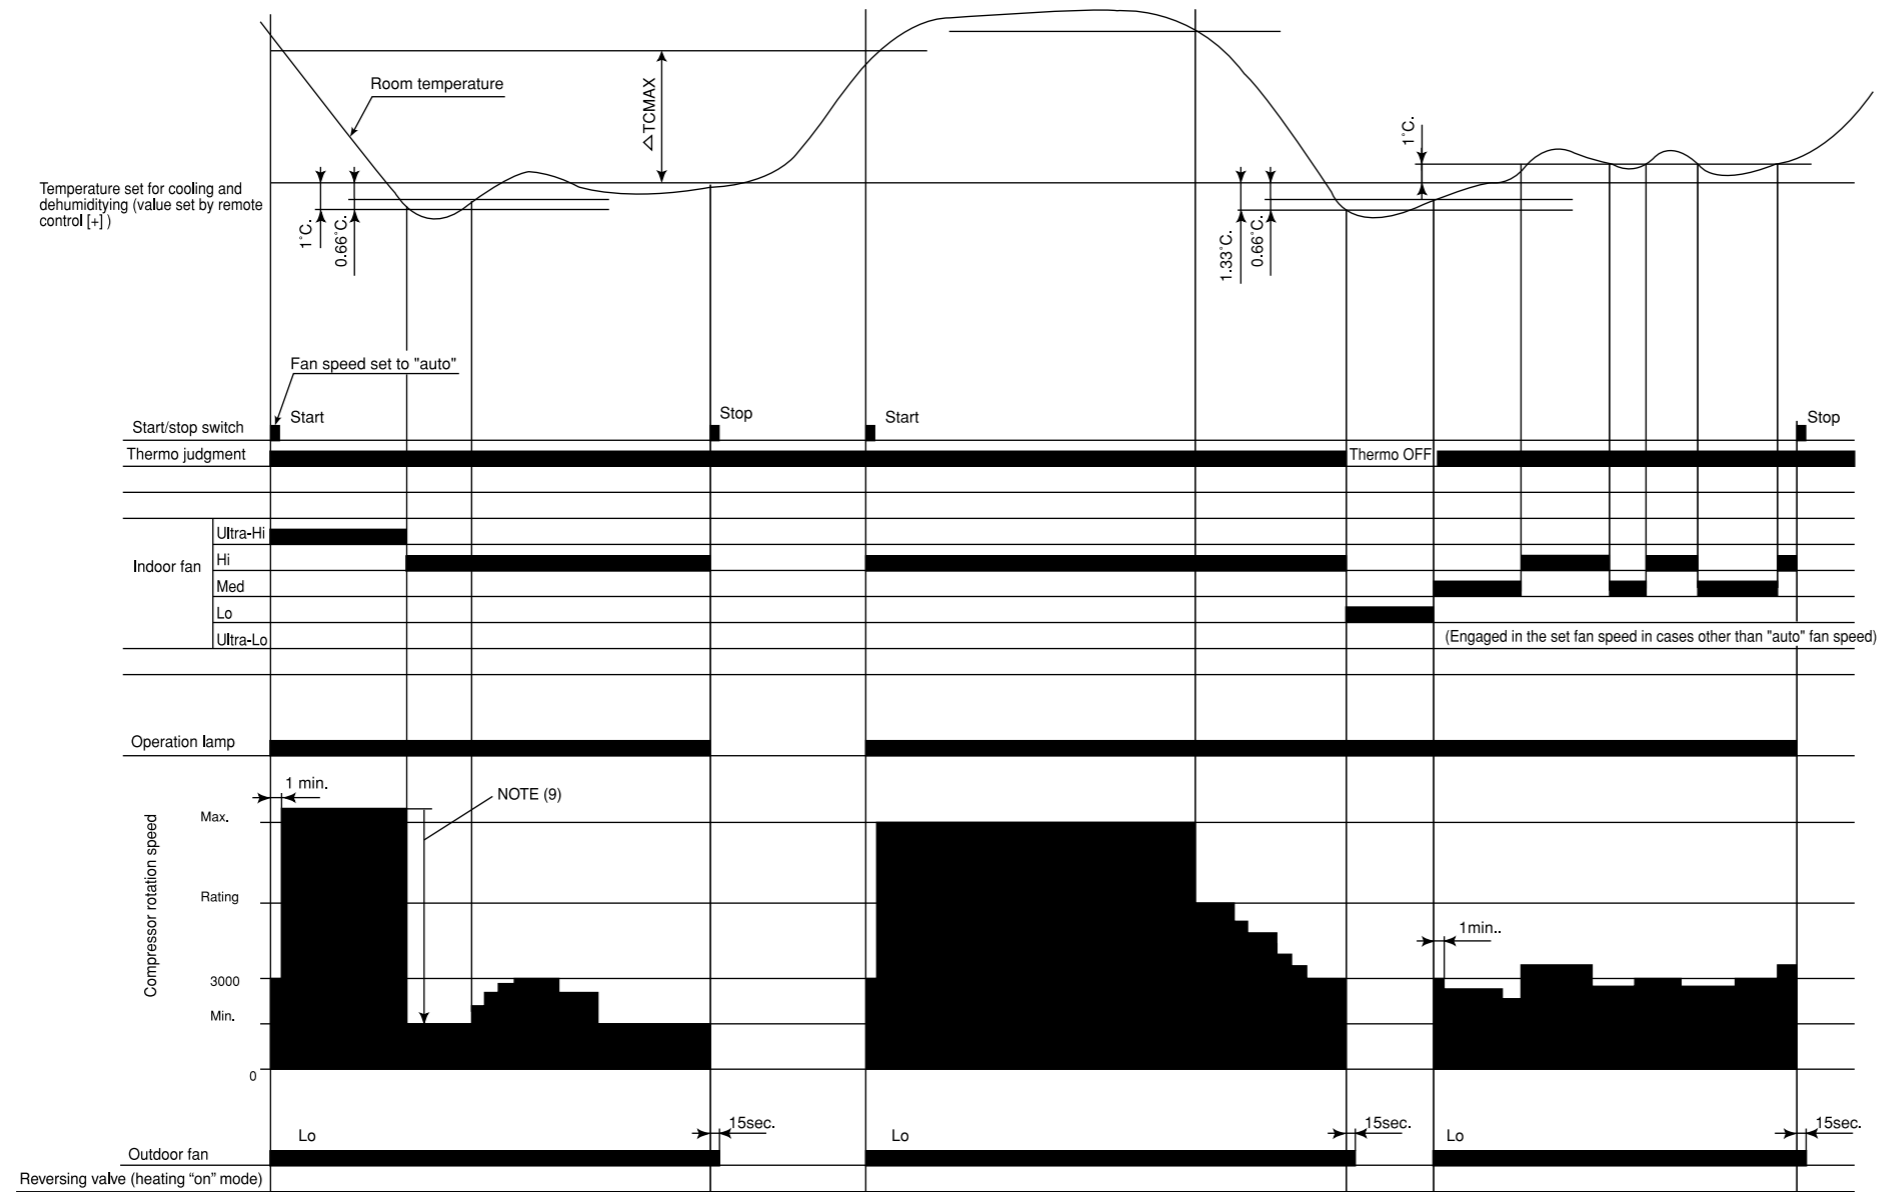 Room temperature
△TCMAX
1°C.
Temperature set for cooling and
dehumiditying (value set by remote
control [+] )
1°C.
0.66°C.
1.33°C.
0.66°C.
Fan speed set to "auto"
Start
Stop
Start
Stop
Start/stop switch
Thermo judgment
Thermo OFF
Indoor fan
Ultra-Hi
Hi
Med
Lo
Ultra-Lo
(Engaged in the set fan speed in cases other than "auto" fan speed)
Operation lamp
1 min.
NOTE (9)
Compressor rotation speed
Max.
Rating
1min..
3000
Min.
0
Lo
15sec.
Lo
15sec.
Lo
15sec.
Outdoor fan
Reversing valve (heating “on” mode)